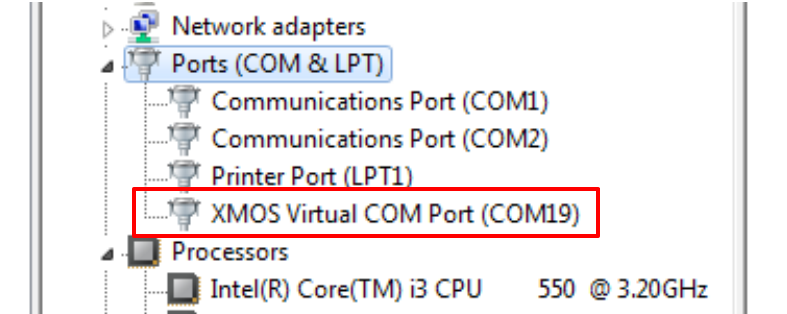 Network adapters
Ports (COM & LPT)
Communications Port (COM1)
Communications Port (COM2)
Printer Port (LPT1)
XMOS Virtual COM Port (COM19)
Processors
Intel(R) Core(TM) i3 CPU 550 @ 3.20GHz